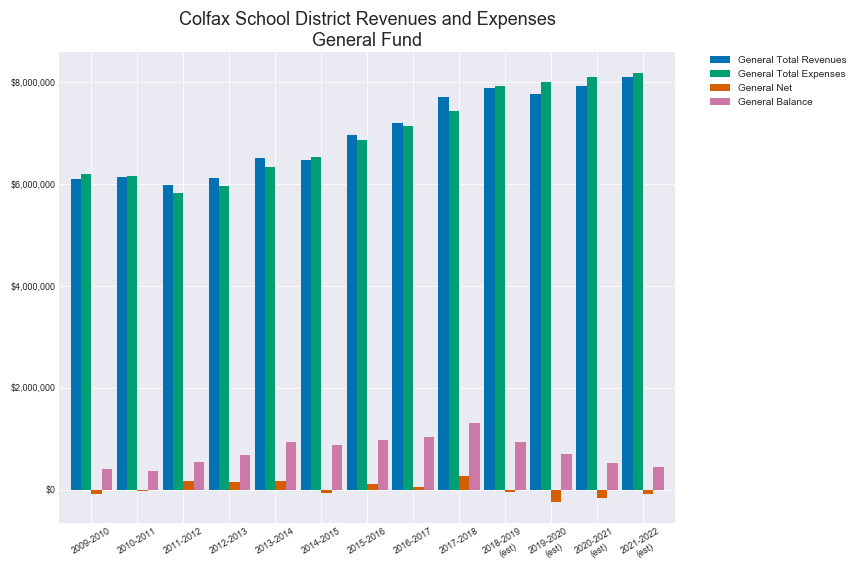 Colfax School District Revenues and Expenses
General Fund
General Total Revenues
General Total Expenses
General Net
General Balance
$8,000,000
$6,000,000
$4,000,000
$2,000,000
$0
2009-2010
2010-2011
2011-2012
2012-2013
2013-2014
2014-2015
2015-2016
2016-2017
2017-2018
2018-2019
(est)
2019-2020
(est)
2020-2021
(est)
2021-2022
(est)